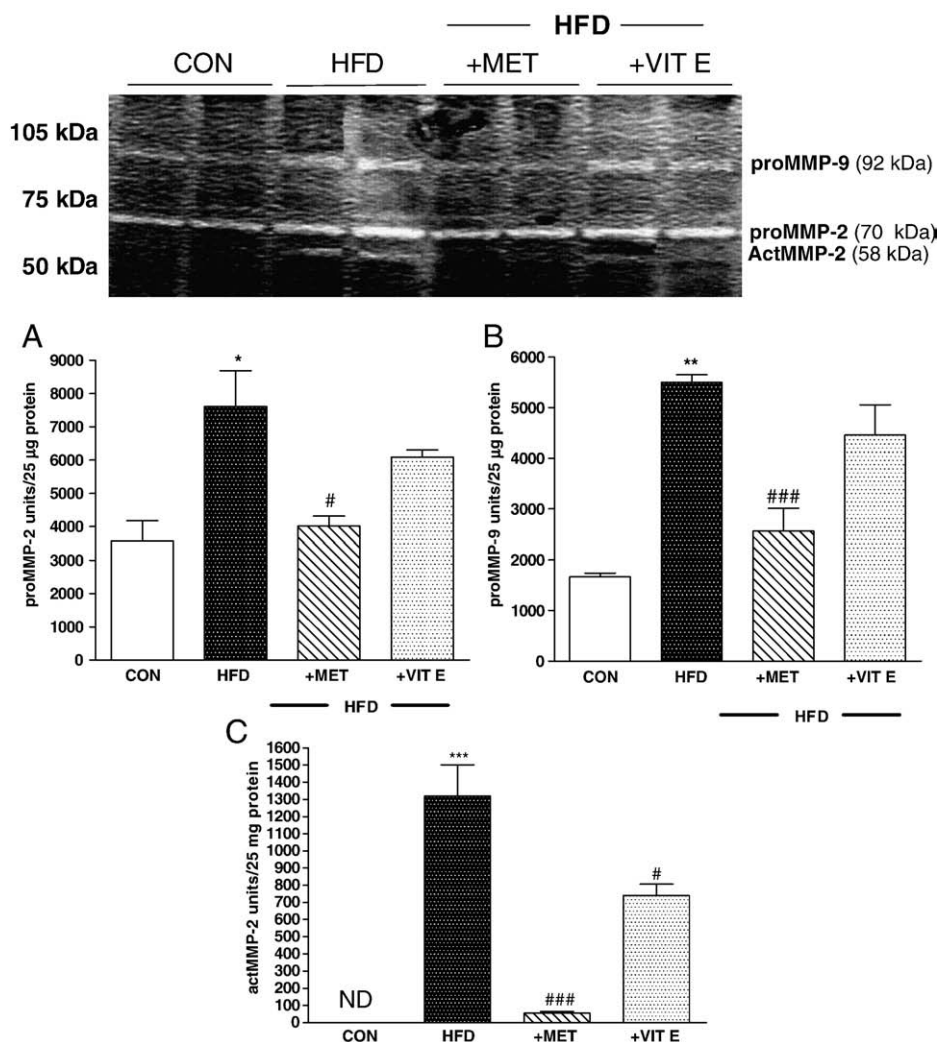 HFD
CON HFD +MET +VIT E
105 kDa
proMMP-9 (92 kDa)
75 kDa
proMMP-2 (70 kDa)
ActMMP-2 (58 kDa)
50 kDa
A
proMMP-2 units/25 µg protein
9000
8000
7000
6000
5000
4000
3000
2000
1000
0
*
#
CON HFD +MET +VIT E
HFD
B
proMMP-9 units/25 µg protein
6000
5000
4000
3000
2000
1000
0
**
###
CON HFD +MET +VIT E
HFD
C
actMMP-2 units/25 mg protein
1600
1500
1400
1300
1200
1100
1000
900
800
700
600
500
400
300
200
100
0
ND
***
###
#
CON HFD +MET +VIT E